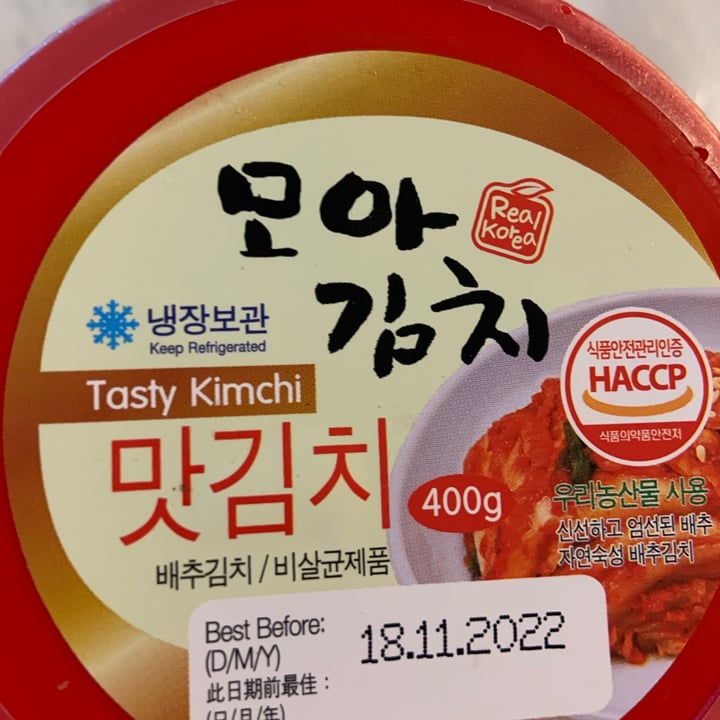 모아
Real
Korea
김치
냉장보관
Keep Refrigerated
Tasty Kimchi
맛김치
400g
배추김치 / 비살균제품
식품안전관리인증
HACCP
식품의약품안전처
우리농산물 사용
신선하고 엄선된 배추
자연숙성 배추김치
Best Before:
(D/M/Y)
18.11.2022
此日期前最佳：
(日/月/年)